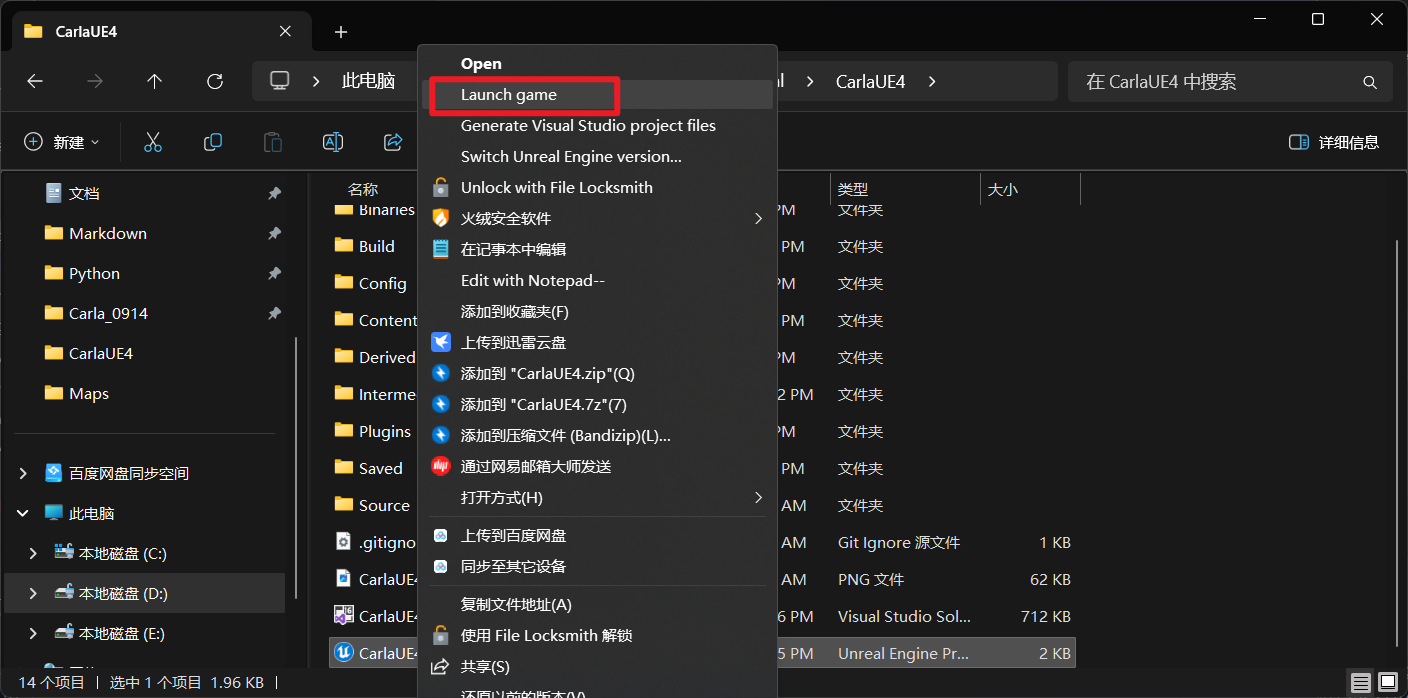 CarlaUE4
此电脑
al
CarlaUE4
在 CarlaUE4 中搜索
新建
详细信息
文档
Markdown
Python
Carla_0914
CarlaUE4
Maps
百度网盘同步空间
此电脑
本地磁盘 (C:)
本地磁盘 (D:)
本地磁盘 (E:)
名称
类型
大小
Binaries
PM
文件夹
Build
PM
文件夹
Config
PM
文件夹
Content
PM
文件夹
Derived
PM
文件夹
Interme
2 PM
文件夹
Plugins
PM
文件夹
Saved
PM
文件夹
Source
AM
文件夹
.gitigno
AM
Git Ignore 源文件
1 KB
CarlaUE4
AM
PNG 文件
62 KB
CarlaUE4
6 PM
Visual Studio Sol...
712 KB
CarlaUE4
5 PM
Unreal Engine Pr...
2 KB
Open
Launch game
Generate Visual Studio project files
Switch Unreal Engine version...
Unlock with File Locksmith
火绒安全软件
在记事本中编辑
Edit with Notepad--
添加到收藏夹(F)
上传到迅雷云盘
添加到 "CarlaUE4.zip"(Q)
添加到 "CarlaUE4.7z"(7)
添加到压缩文件 (Bandizip)(L)...
通过网易邮箱大师发送
打开方式(H)
上传到百度网盘
同步至其它设备
复制文件地址(A)
使用 File Locksmith 解锁
共享(S)
还原以前的版本(V)
14 个项目
选中 1 个项目 1.96 KB